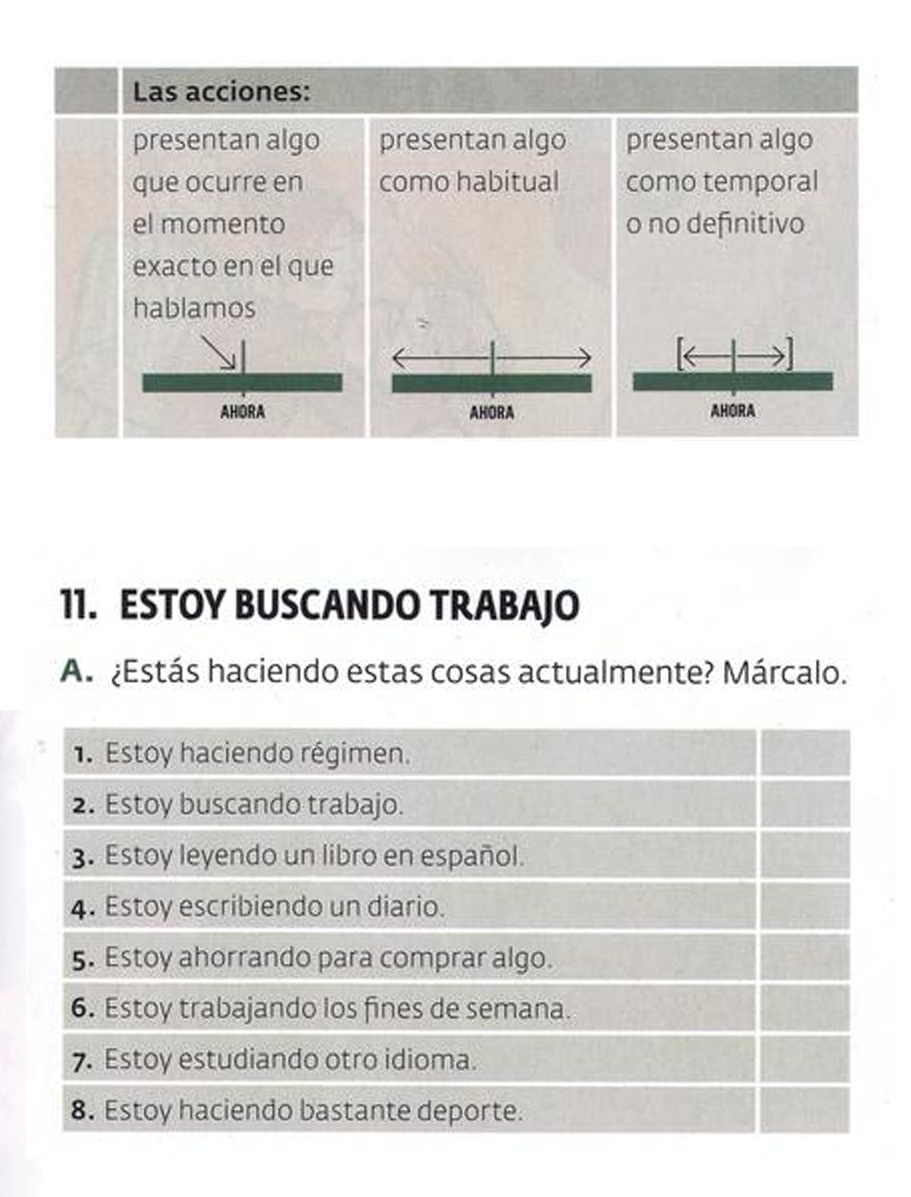 Las acciones:
presentan algo
que ocurre en
el momento
exacto en el que
hablamos
AHORA
presentan algo
como habitual
AHORA
presentan algo
como temporal
o no definitivo
AHORA
11. ESTOY BUSCANDO TRABAJO
A. ¿Estás haciendo estas cosas actualmente? Márcalo.
1. Estoy haciendo régimen.
2. Estoy buscando trabajo.
3. Estoy leyendo un libro en español.
4. Estoy escribiendo un diario.
5. Estoy ahorrando para comprar algo.
6. Estoy trabajando los fines de semana.
7. Estoy estudiando otro idioma.
8. Estoy haciendo bastante deporte.